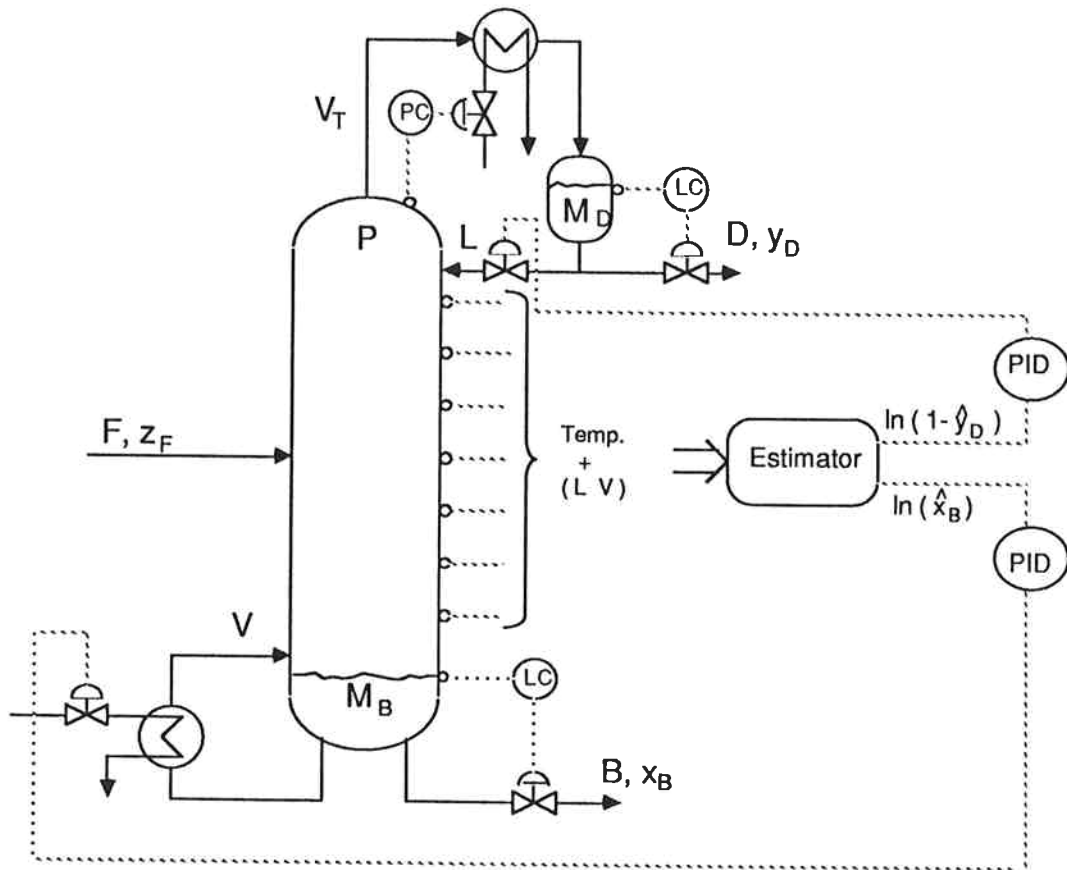 V_T
PC
LC
M_D
P
L
D, y_D
PID
F, z_F
Temp.
+
(L V)
Estimator
ln(1-ŷ_D)
ln(x̂_B)
PID
V
M_B
LC
B, x_B